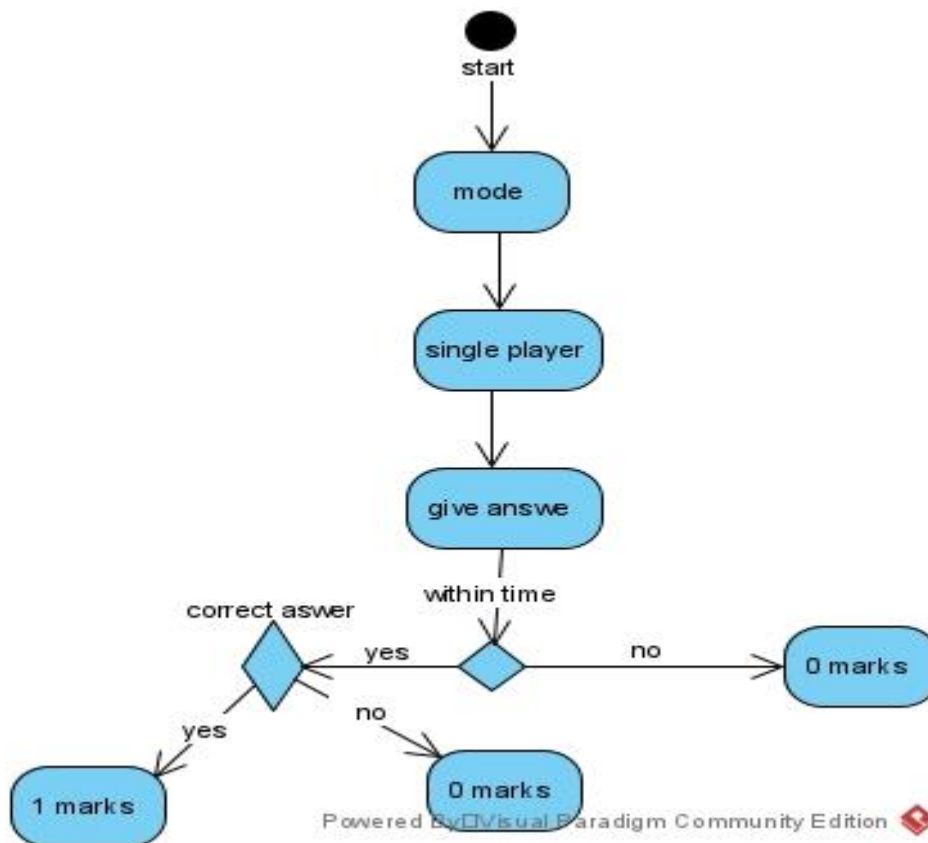 start
mode
single player
give answe
within time
correct aswer
yes
no
0 marks
yes
no
1 marks
0 marks
Powered By Visual Paradigm Community Edition